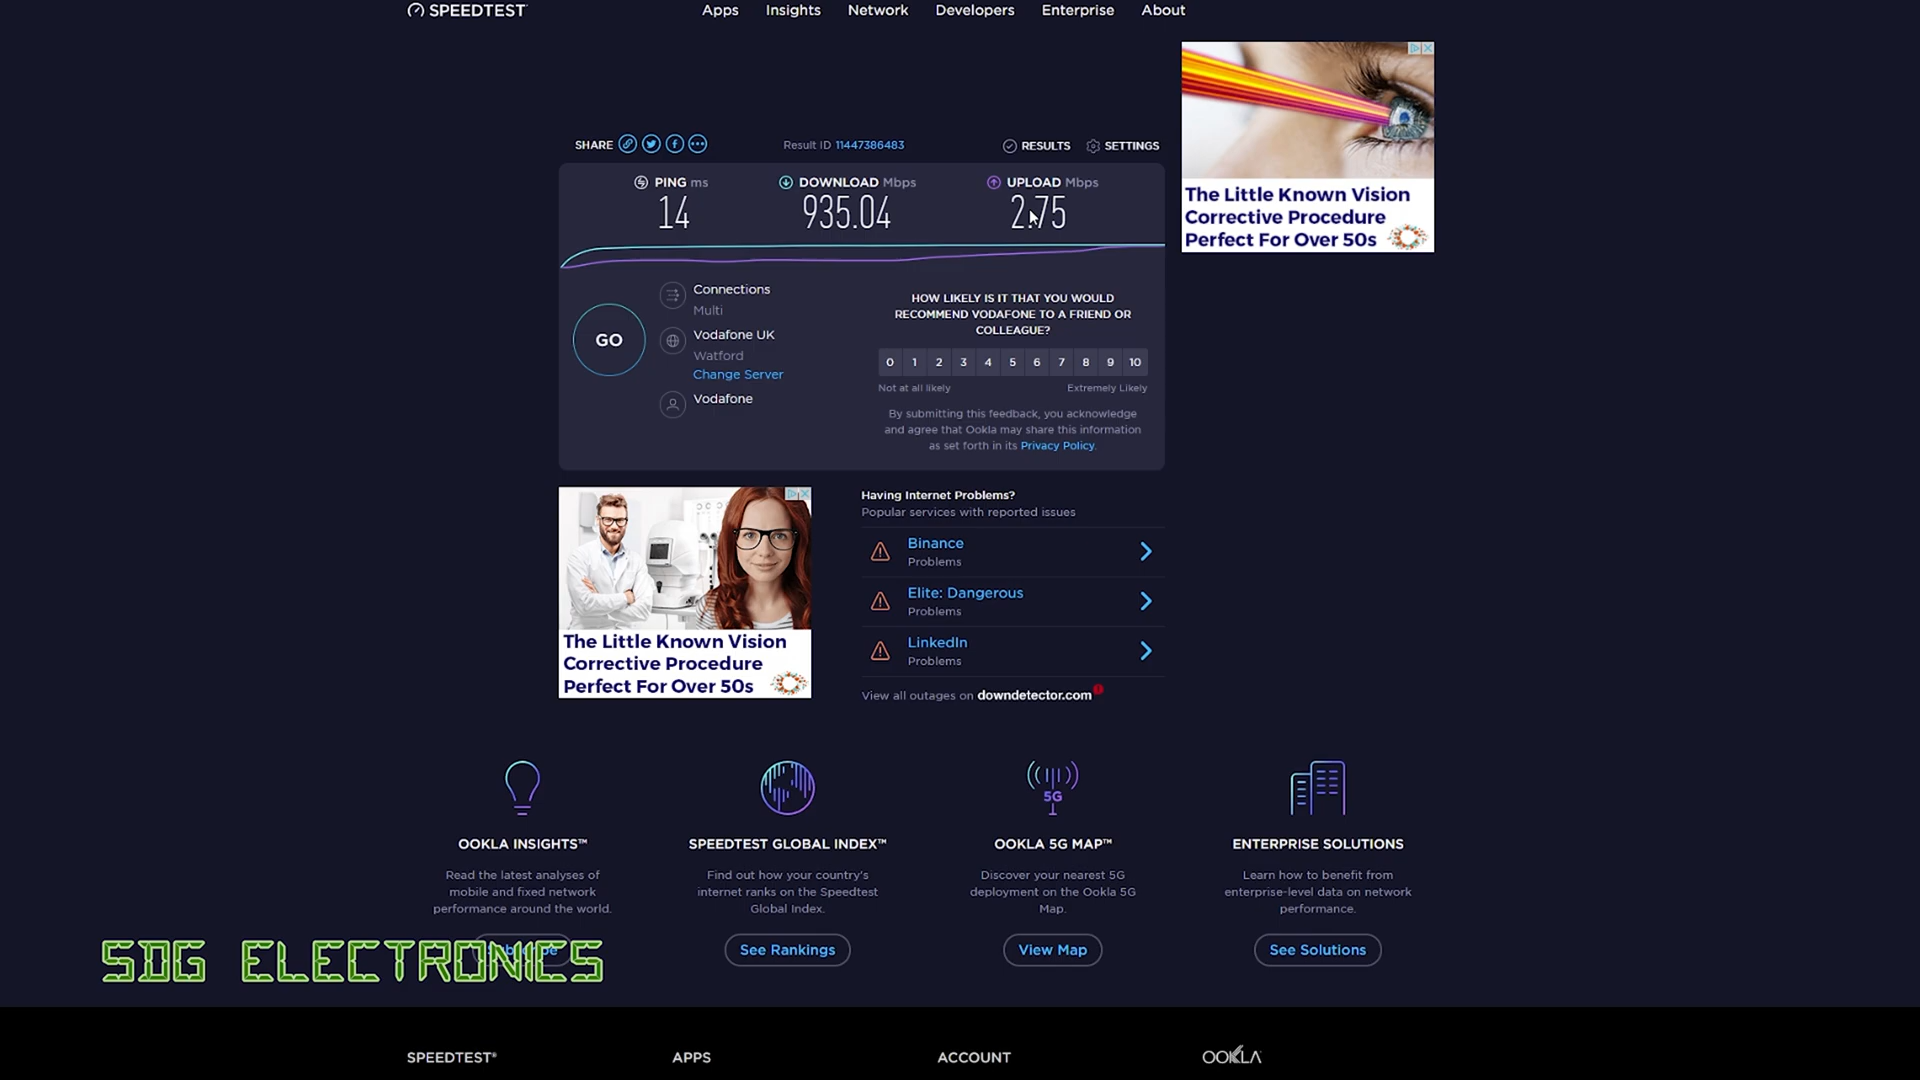 SPEEDTEST
Apps Insights Network Developers Enterprise About
SHARE
Result ID 11447386483
RESULTS SETTINGS
PING ms
14
DOWNLOAD Mbps
935.04
UPLOAD Mbps
2.75
GO
Connections
Multi
Vodafone UK
Watford
Change Server
Vodafone
HOW LIKELY IS IT THAT YOU WOULD
RECOMMEND VODAFONE TO A FRIEND OR
COLLEAGUE?
0 1 2 3 4 5 6 7 8 9 10
Not at all likely Extremely Likely
By submitting this feedback, you acknowledge
and agree that Ookla may share this information
as set forth in its Privacy Policy.
The Little Known Vision
Corrective Procedure
Perfect For Over 50s
The Little Known Vision
Corrective Procedure
Perfect For Over 50s
Having Internet Problems?
Popular services with reported issues
Binance
Problems
Elite: Dangerous
Problems
LinkedIn
Problems
View all outages on downdetector.com
5G
OOKLA INSIGHTS™
Read the latest analyses of
mobile and fixed network
performance around the world.
SPEEDTEST GLOBAL INDEX™
Find out how your country's
internet ranks on the Speedtest
Global Index.
See Rankings
OOKLA 5G MAP™
Discover your nearest 5G
deployment on the Ookla 5G
Map.
View Map
ENTERPRISE SOLUTIONS
Learn how to benefit from
enterprise-level data on network
performance.
See Solutions
SDG ELECTRONICS
SPEEDTEST® APPS ACCOUNT OOKLA